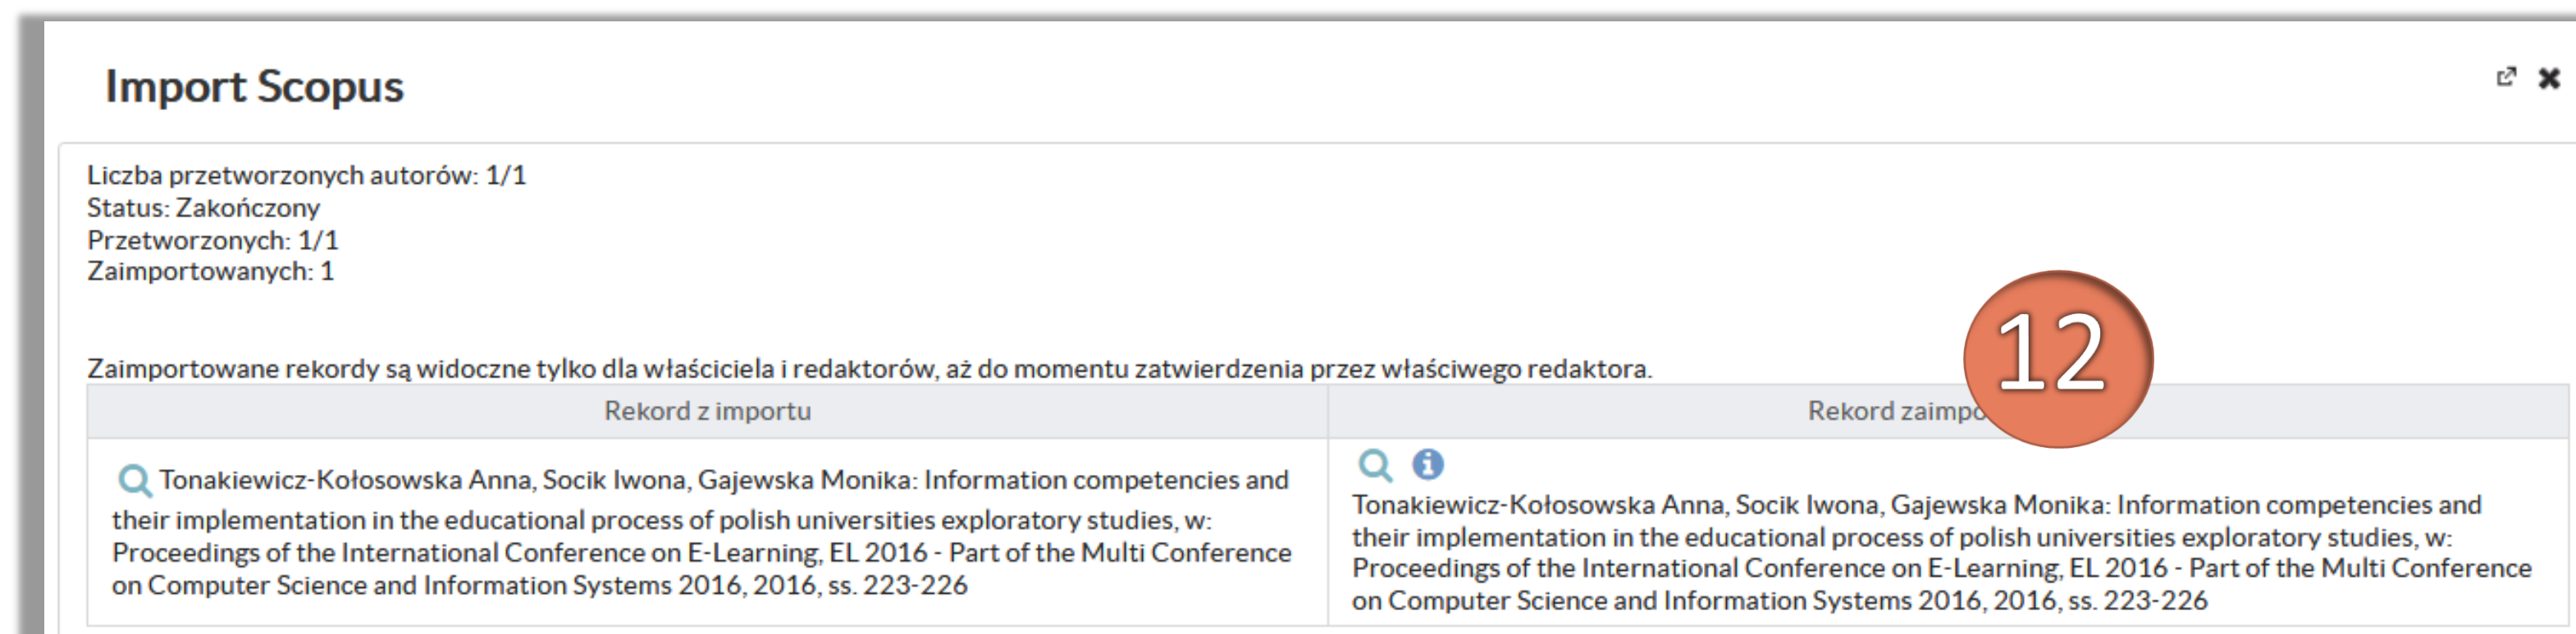 Import Scopus
Liczba przetworzonych autorów: 1/1
Status: Zakończony
Przetworzonych: 1/1
Zaimportowanych: 1
Zaimportowane rekordy są widoczne tylko dla właściciela i redaktorów, aż do momentu zatwierdzenia przez właściwego redaktora.
12
Rekord z importu
Rekord
Tonakiewicz-Kołosowska Anna, Socik Iwona, Gajewska Monika: Information competencies and
their implementation in the educational process of polish universities exploratory studies, w:
Proceedings of the International Conference on E-Learning, EL 2016 - Part of the Multi Conference
on Computer Science and Information Systems 2016, 2016, ss. 223-226
Tonakiewicz-Kołosowska Anna, Socik Iwona, Gajewska Monika: Information competencies and
their implementation in the educational process of polish universities exploratory studies, w:
Proceedings of the International Conference on E-Learning, EL 2016 - Part of the Multi Conference
on Computer Science and Information Systems 2016, 2016, ss. 223-226